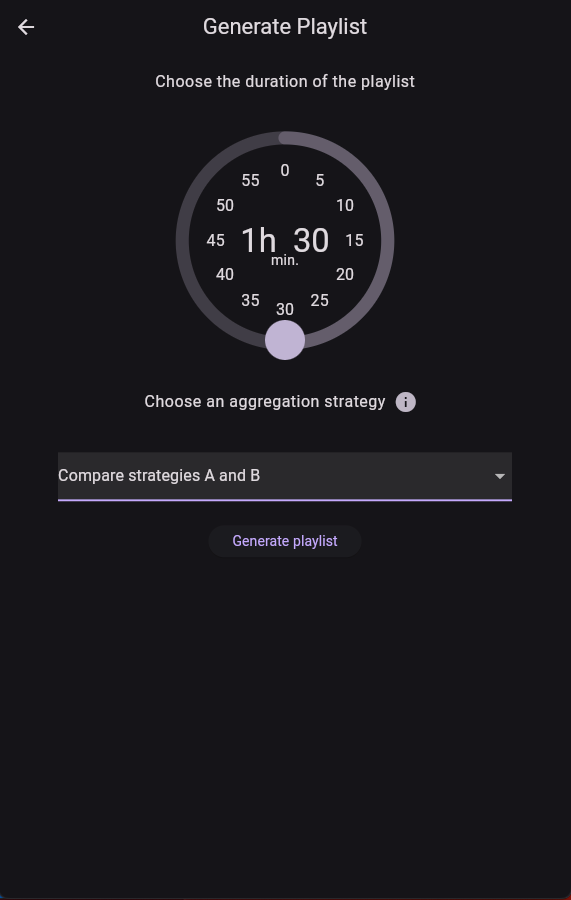 Generate Playlist
Choose the duration of the playlist
0
55 5
50 10
45 1h 30 15
min.
40 20
35 25
30
Choose an aggregation strategy i
Compare strategies A and B
Generate playlist